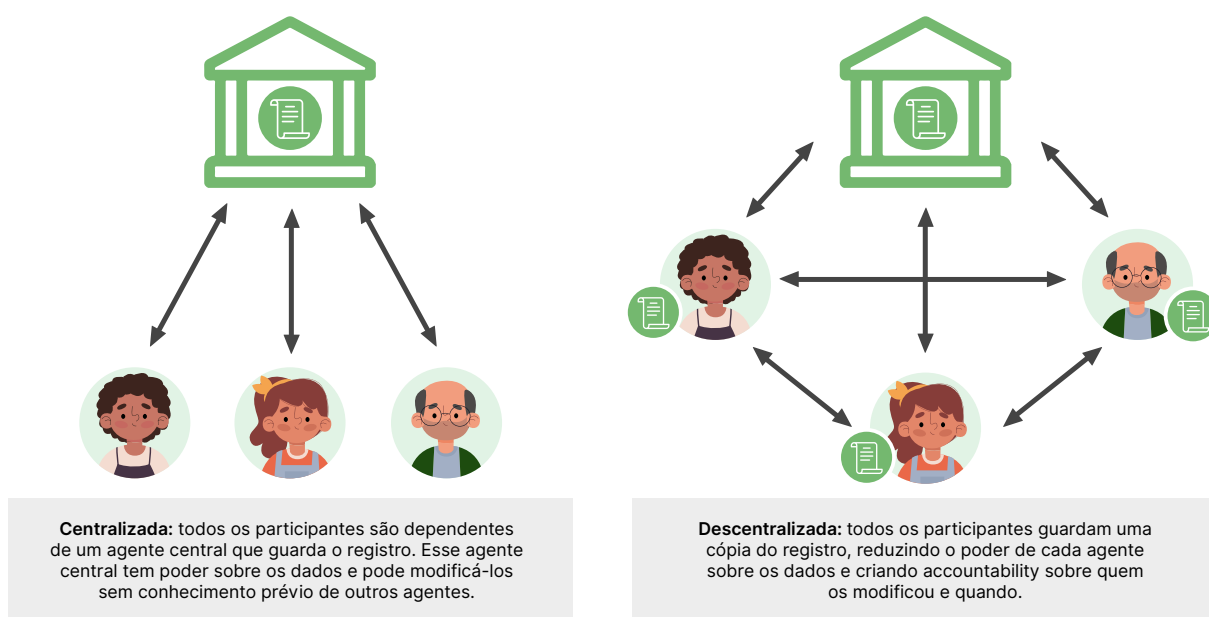 Centralizada: todos os participantes são dependentes
de um agente central que guarda o registro. Esse agente
central tem poder sobre os dados e pode modificá-los
sem conhecimento prévio de outros agentes.
Descentralizada: todos os participantes guardam uma
cópia do registro, reduzindo o poder de cada agente
sobre os dados e criando accountability sobre quem
os modificou e quando.